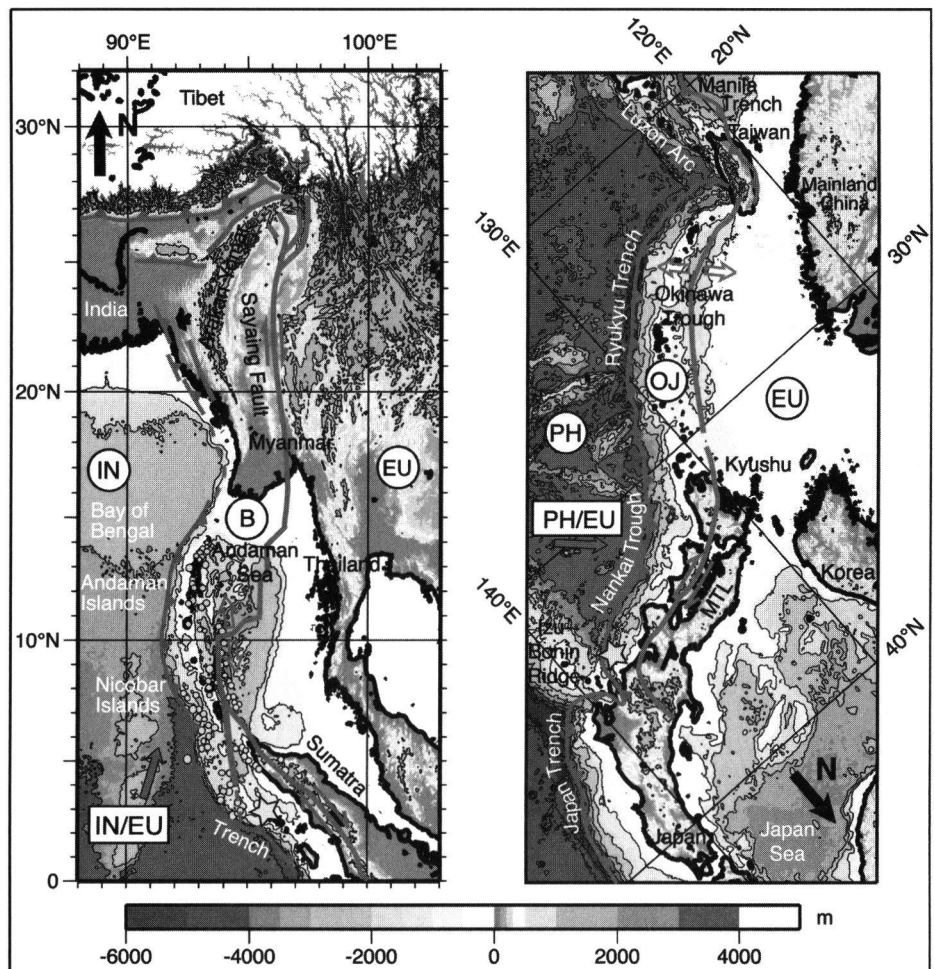 90°E
100°E
30°N
20°N
10°N
0
N
Tibet
India
Sayaing Fault
Myanmar
IN
EU
Bay of
Bengal
B
Andaman
Sea
Thailand
Andaman
Islands
Nicobar
Islands
Sumatra
IN/EU
Trench
120°E
20°N
130°E
30°N
140°E
40°N
Manila
Trench
Luzon Arc
Taiwan
Mainland
China
Ryukyu Trench
Okinawa
Trough
OJ
EU
PH
Kyushu
PH/EU
Nankai Trough
MTL
Korea
Izu-
Bonin
Ridge
Japan Trench
N
Japan
Japan
Sea
-6000
-4000
-2000
0
2000
4000
m